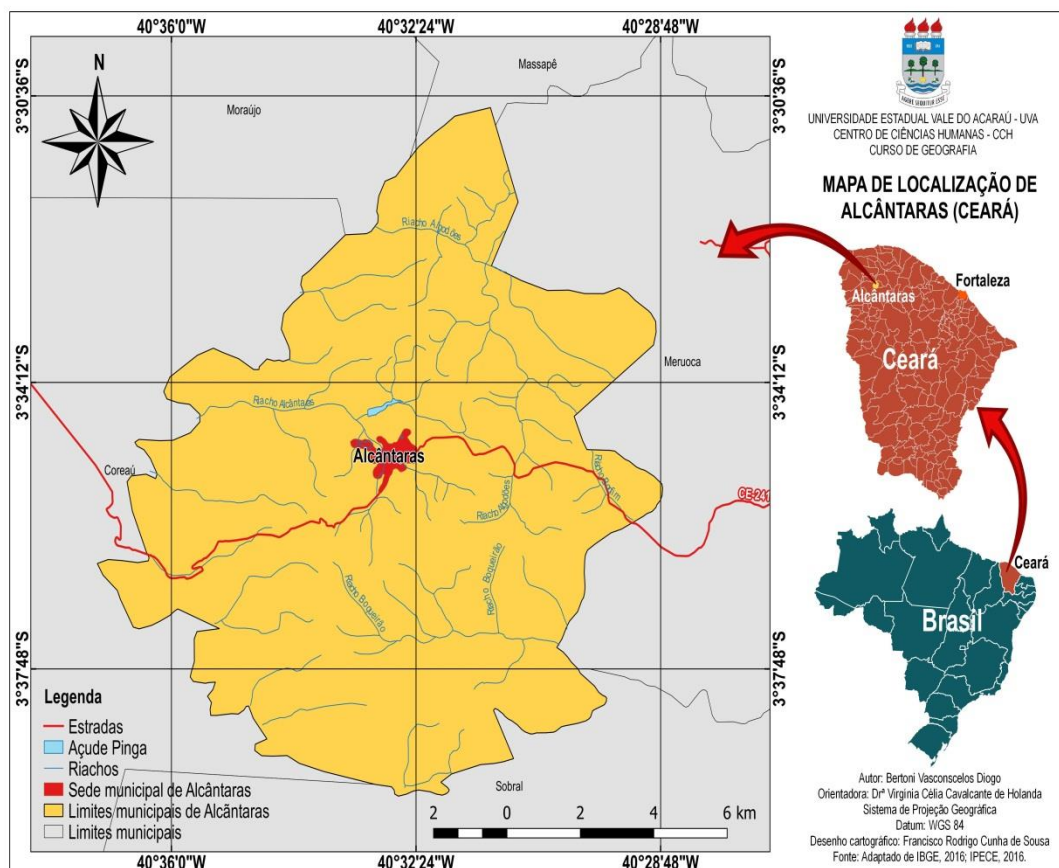 40°36'0"W
40°32'24"W
40°28'48"W
3°30'36"S
3°34'12"S
3°37'48"S
N
Massapê
Moraújo
Riacho Algodões
Meruoca
Riacho Alcântaras
Alcântaras
Coreaú
CE-241
Riacho Algodões
Riacho Boqueirão
Riacho Boqueirão
Sobral
Legenda
Estradas
Açude Pinga
Riachos
Sede municipal de Alcântaras
Limites municipais de Alcântaras
Limites municipais
2 0 2 4 6 km
3°30'36"S
3°34'12"S
3°37'48"S
40°36'0"W
40°32'24"W
40°28'48"W
UNIVERSIDADE ESTADUAL VALE DO ACARAÚ - UVA
CENTRO DE CIÊNCIAS HUMANAS - CCH
CURSO DE GEOGRAFIA
MAPA DE LOCALIZAÇÃO DE
ALCÂNTARAS (CEARÁ)
Fortaleza
Alcântaras
Ceará
Ceará
Brasil
Autor: Bertoni Vasconscelos Diogo
Orientadora: Drª Virginia Célia Cavalcante de Holanda
Sistema de Projeção Geográfica
Datum: WGS 84
Desenho cartográfico: Francisco Rodrigo Cunha de Sousa
Fonte: Adaptado de IBGE, 2016; IPECE, 2016.